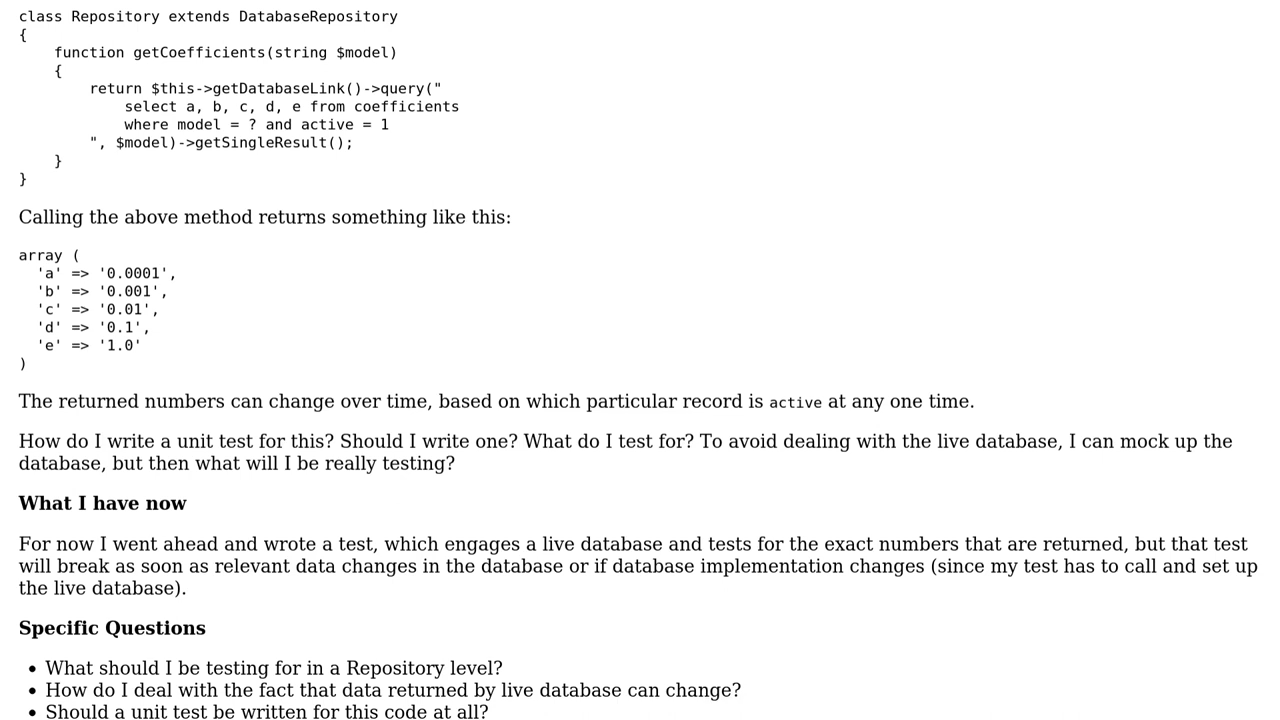 class Repository extends DatabaseRepository
{
    function getCoefficients(string $model)
    {
        return $this->getDatabaseLink()->query("
            select a, b, c, d, e from coefficients
            where model = ? and active = 1
        ", $model)->getSingleResult();
    }
}
Calling the above method returns something like this:
array (
  'a' => '0.0001',
  'b' => '0.001',
  'c' => '0.01',
  'd' => '0.1',
  'e' => '1.0'
)
The returned numbers can change over time, based on which particular record is active at any one time.
How do I write a unit test for this? Should I write one? What do I test for? To avoid dealing with the live database, I can mock up the
database, but then what will I be really testing?
What I have now
For now I went ahead and wrote a test, which engages a live database and tests for the exact numbers that are returned, but that test
will break as soon as relevant data changes in the database or if database implementation changes (since my test has to call and set up
the live database).
Specific Questions
• What should I be testing for in a Repository level?
• How do I deal with the fact that data returned by live database can change?
• Should a unit test be written for this code at all?